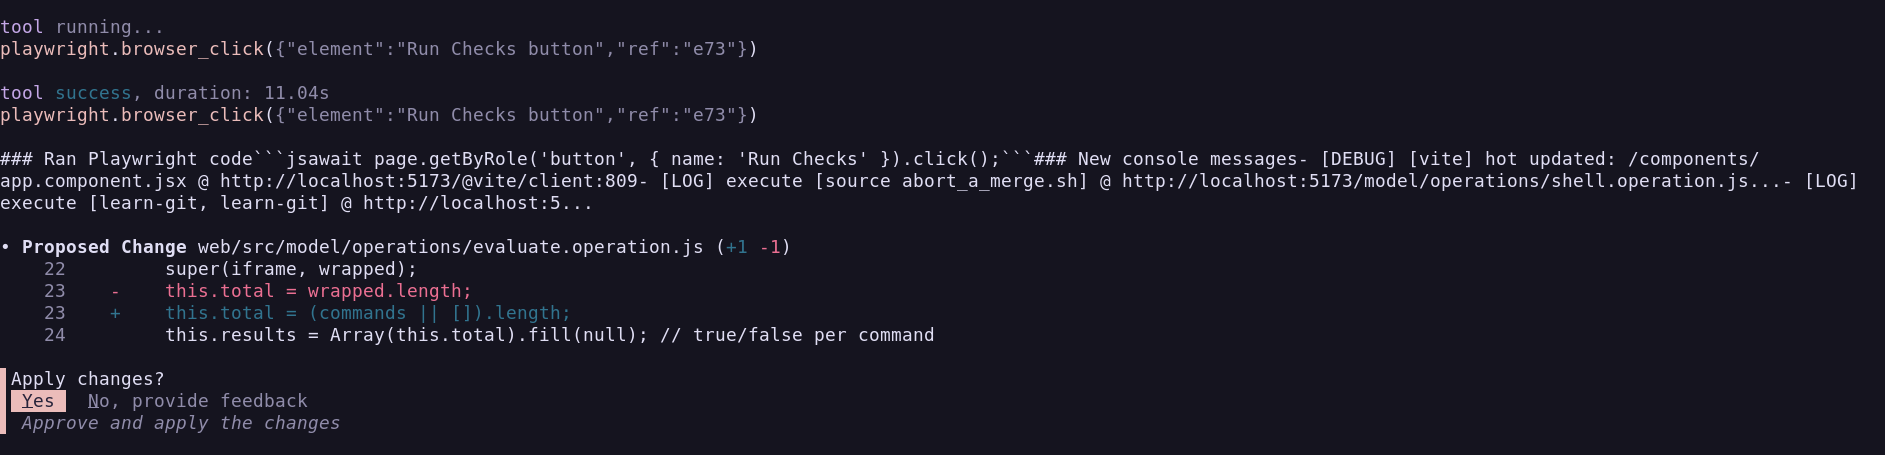 tool running...
playwright.browser_click({"element":"Run Checks button","ref":"e73"})
tool success, duration: 11.04s
playwright.browser_click({"element":"Run Checks button","ref":"e73"})
### Ran Playwright code```jsawait page.getByRole('button', { name: 'Run Checks' }).click();```### New console messages- [DEBUG] [vite] hot updated: /components/
app.component.jsx @ http://localhost:5173/@vite/client:809- [LOG] execute [source abort_a_merge.sh] @ http://localhost:5173/model/operations/shell.operation.js...- [LOG]
execute [learn-git, learn-git] @ http://localhost:5...
• Proposed Change web/src/model/operations/evaluate.operation.js (+1 -1)
22 super(iframe, wrapped);
23 - this.total = wrapped.length;
23 + this.total = (commands || []).length;
24 this.results = Array(this.total).fill(null); // true/false per command
Apply changes?
Yes No, provide feedback
Approve and apply the changes